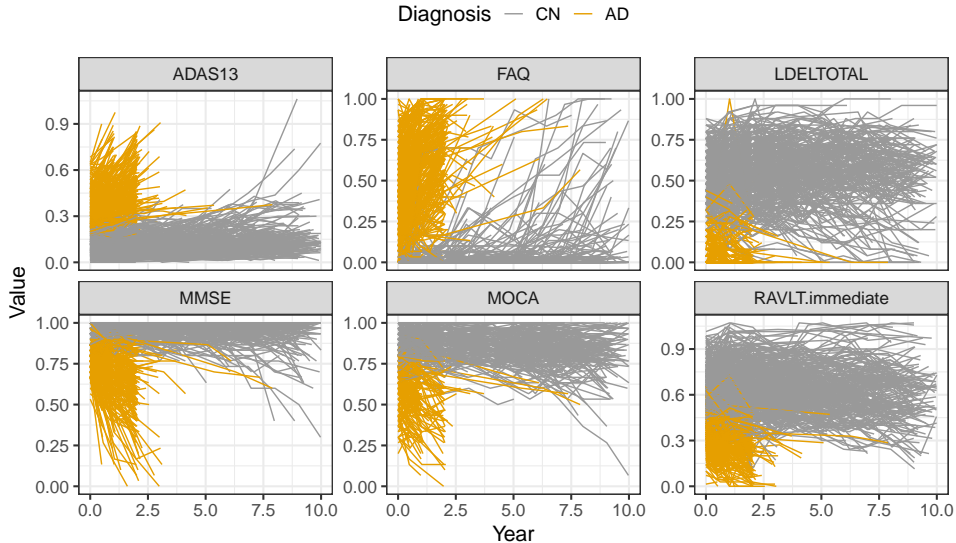 Diagnosis CN AD
ADAS13 FAQ LDELTOTAL
0.9 0.6 0.3 0.0
1.00 0.75 0.50 0.25 0.00
1.00 0.75 0.50 0.25 0.00
Value
MMSE MOCA RAVLT.immediate
1.00 0.75 0.50 0.25 0.00
1.00 0.75 0.50 0.25 0.00
0.9 0.6 0.3 0.0
0.0 2.5 5.0 7.5 10.0 0.0 2.5 5.0 7.5 10.0 0.0 2.5 5.0 7.5 10.0
Year